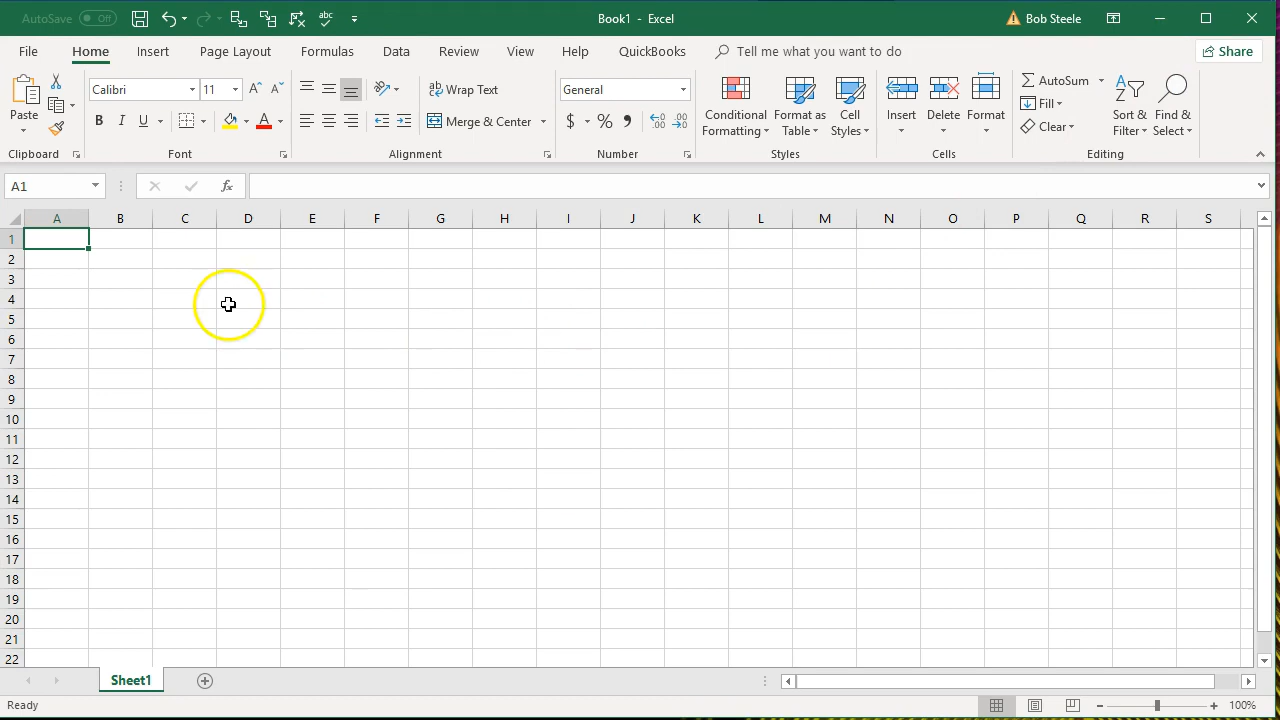 AutoSave Off abc Book1 - Excel Bob Steele
File Home Insert Page Layout Formulas Data Review View Help QuickBooks Tell me what you want to do Share
Calibri 11 A A ab Wrap Text General AutoSum
Fill
Paste B I U A Merge & Center $ % , Conditional Formatting Format as Table Cell Styles Insert Delete Format Clear Sort & Filter Find & Select
Clipboard Font Alignment Number Styles Cells Editing
A1 fx
A B C D E F G H I J K L M N O P Q R S
1
2
3
4
5
6
7
8
9
10
11
12
13
14
15
16
17
18
19
20
21
22
Sheet1
Ready 100%